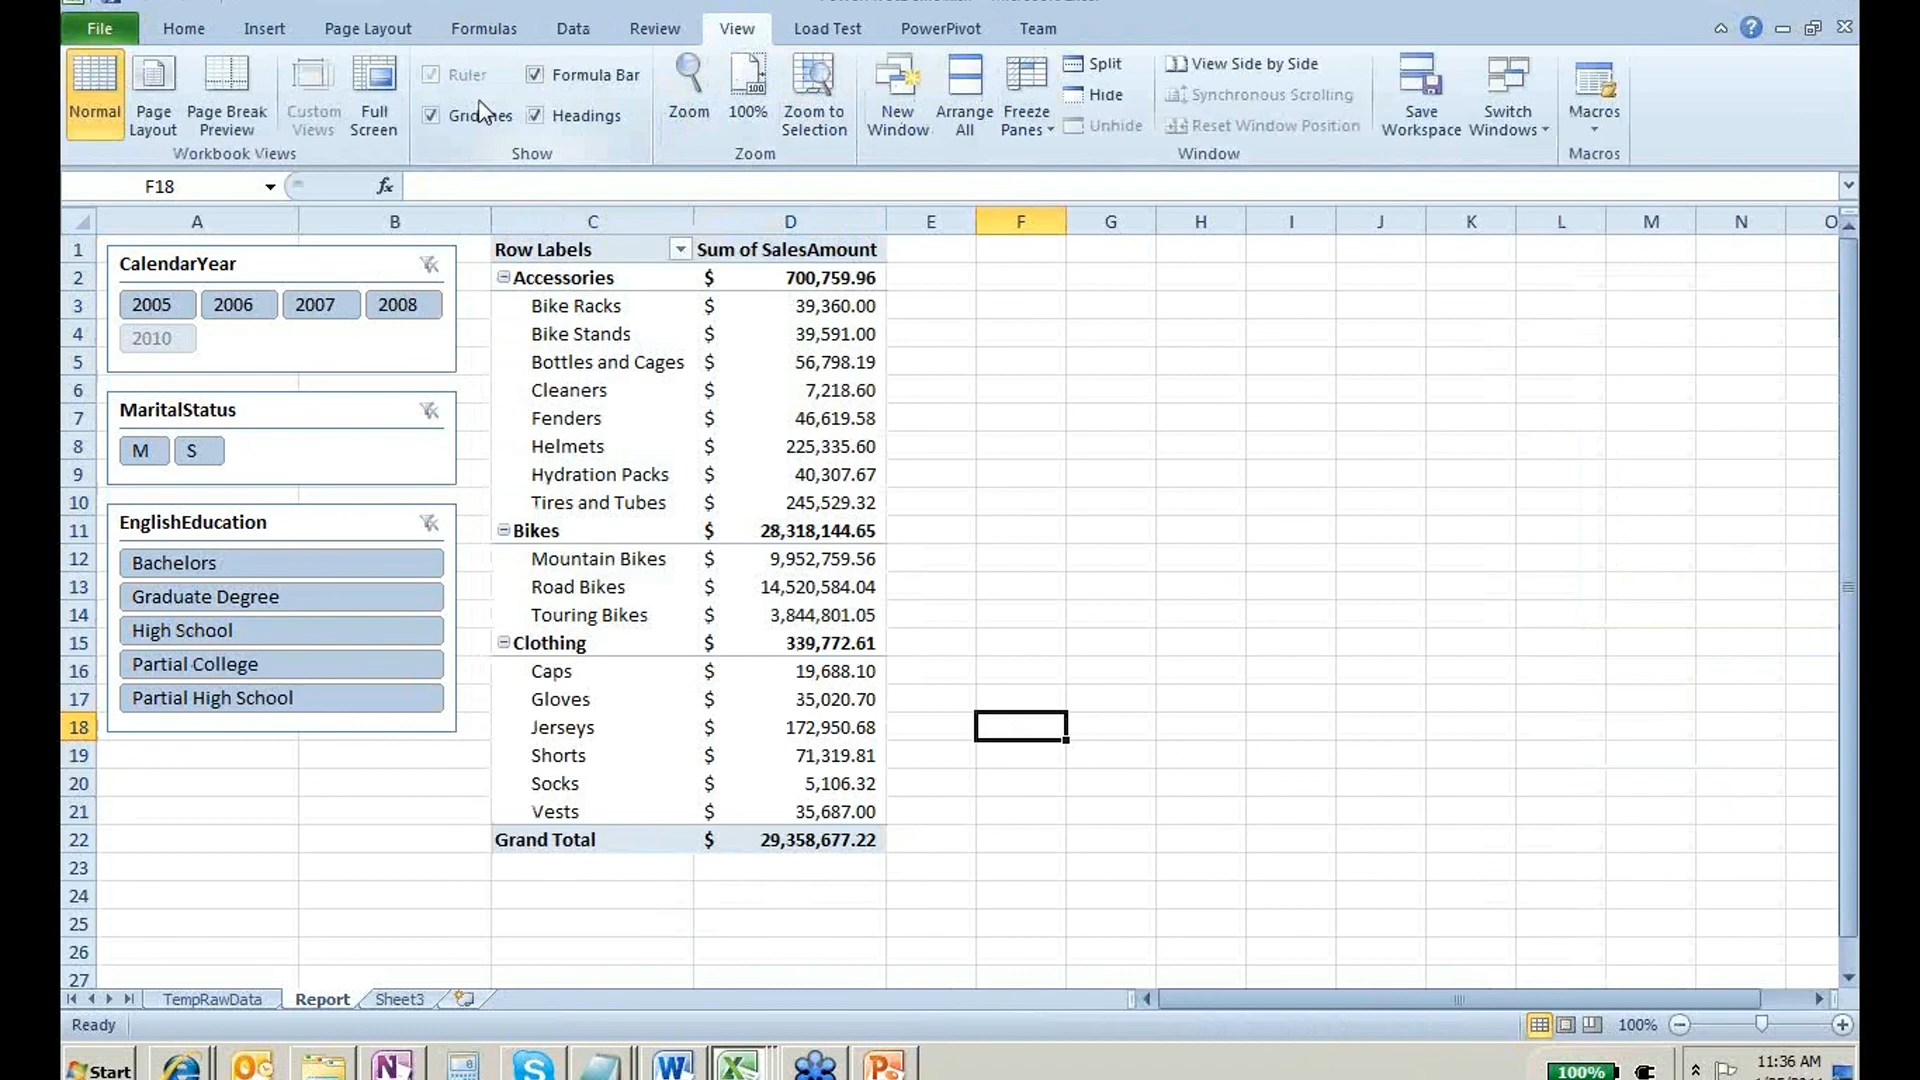 File Home Insert Page Layout Formulas Data Review View Load Test PowerPivot Team
Normal Page Layout Page Break Preview Custom Views Full Screen
Workbook Views
Ruler Formula Bar
Headings
Show
Zoom 100% Zoom to Selection
Zoom
New Window Arrange All Freeze Panes
Split
Hide
Unhide
View Side by Side
Synchronous Scrolling
Reset Window Position
Save Workspace Switch Windows
Window
Macros
Macros
F18 fx
A B C D E F G H I J K L M N O
1 Row Labels Sum of SalesAmount
2 Accessories $ 700,759.96
3 Bike Racks $ 39,360.00
4 Bike Stands $ 39,591.00
5 Bottles and Cages $ 56,798.19
6 Cleaners $ 7,218.60
7 Fenders $ 46,619.58
8 Helmets $ 225,335.60
9 Hydration Packs $ 40,307.67
10 Tires and Tubes $ 245,529.32
11 Bikes $ 28,318,144.65
12 Mountain Bikes $ 9,952,759.56
13 Road Bikes $ 14,520,584.04
14 Touring Bikes $ 3,844,801.05
15 Clothing $ 339,772.61
16 Caps $ 19,688.10
17 Gloves $ 35,020.70
18 Jerseys $ 172,950.68
19 Shorts $ 71,319.81
20 Socks $ 5,106.32
21 Vests $ 35,687.00
22 Grand Total $ 29,358,677.22
23
24
25
26
27
CalendarYear
2005 2006 2007 2008
2010
MaritalStatus
M S
EnglishEducation
Bachelors
Graduate Degree
High School
Partial College
Partial High School
TempRawData Report Sheet3
Ready 100%
Start 100% 11:36 AM